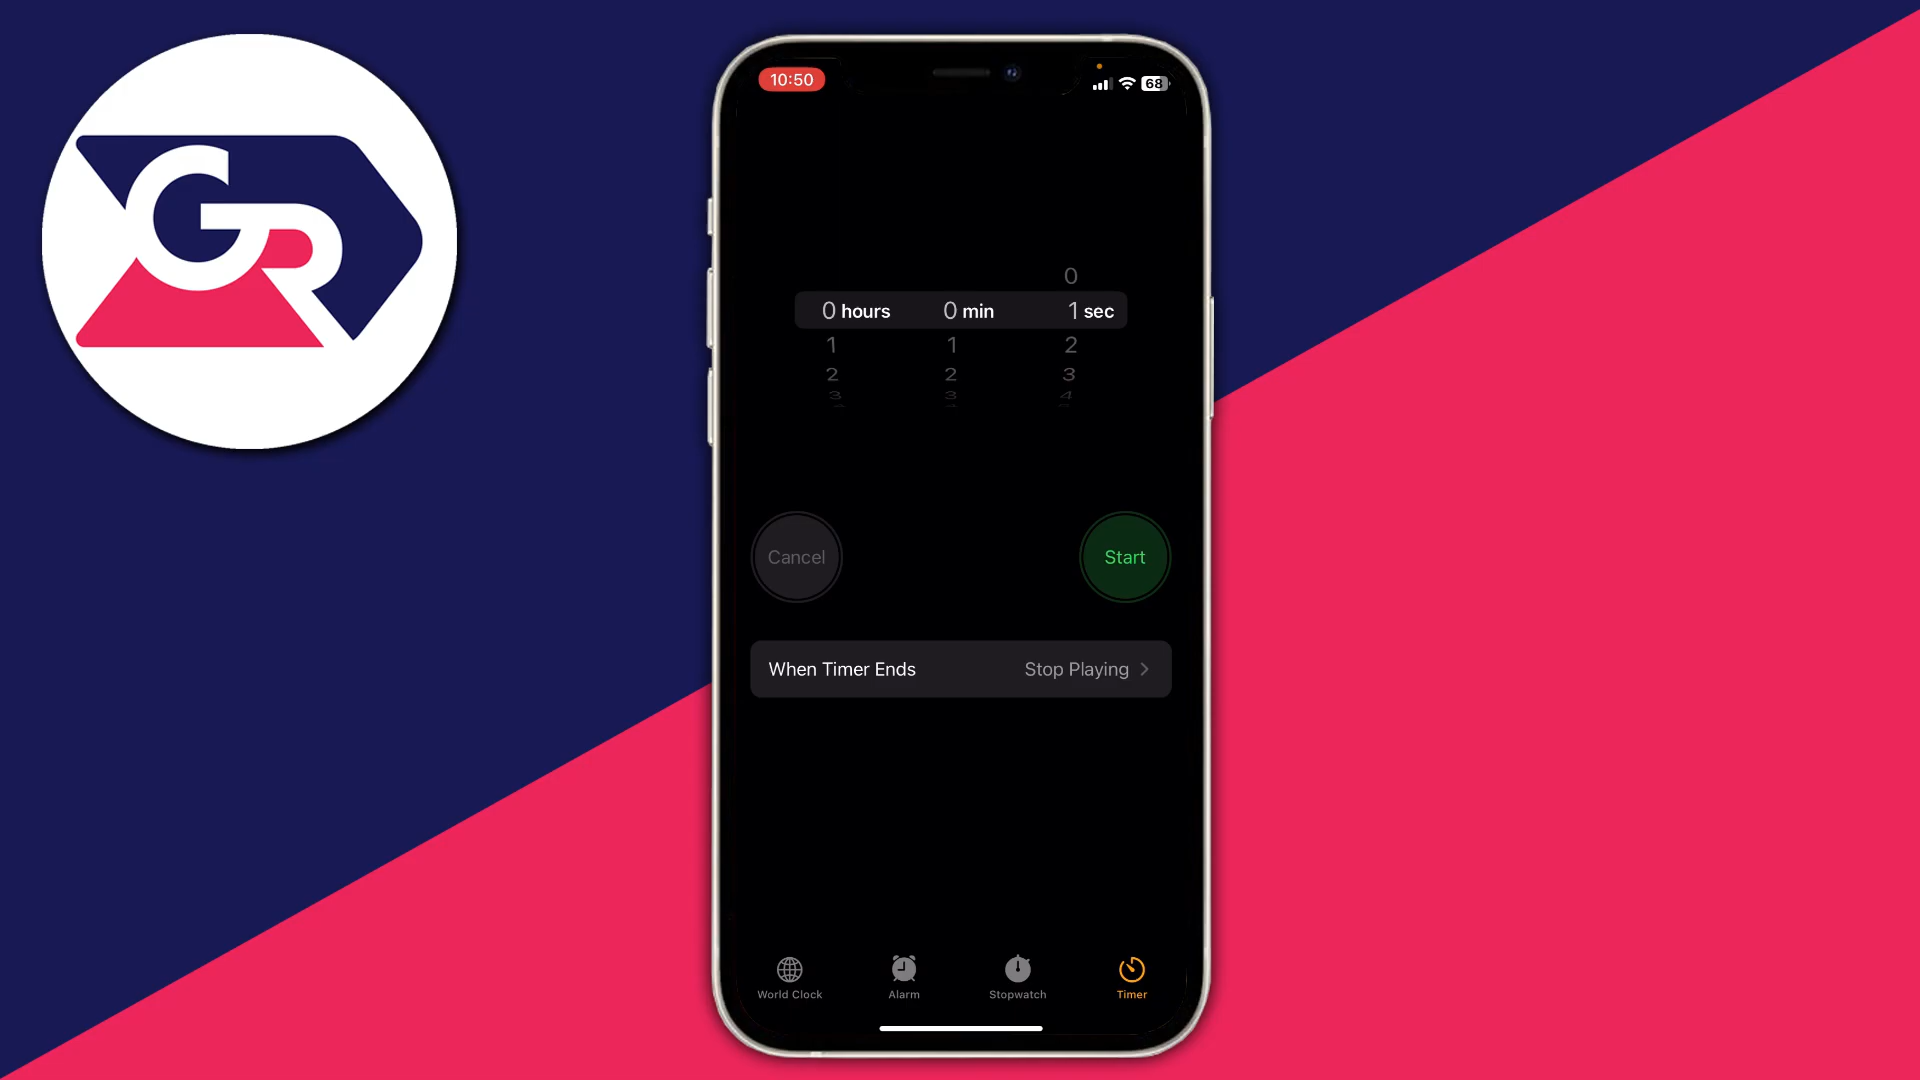 GR
10:50
68
0
0 hours 0 min 1 sec
1 1 2
2 2 3
3 3 4
Cancel Start
When Timer Ends Stop Playing
World Clock Alarm Stopwatch Timer